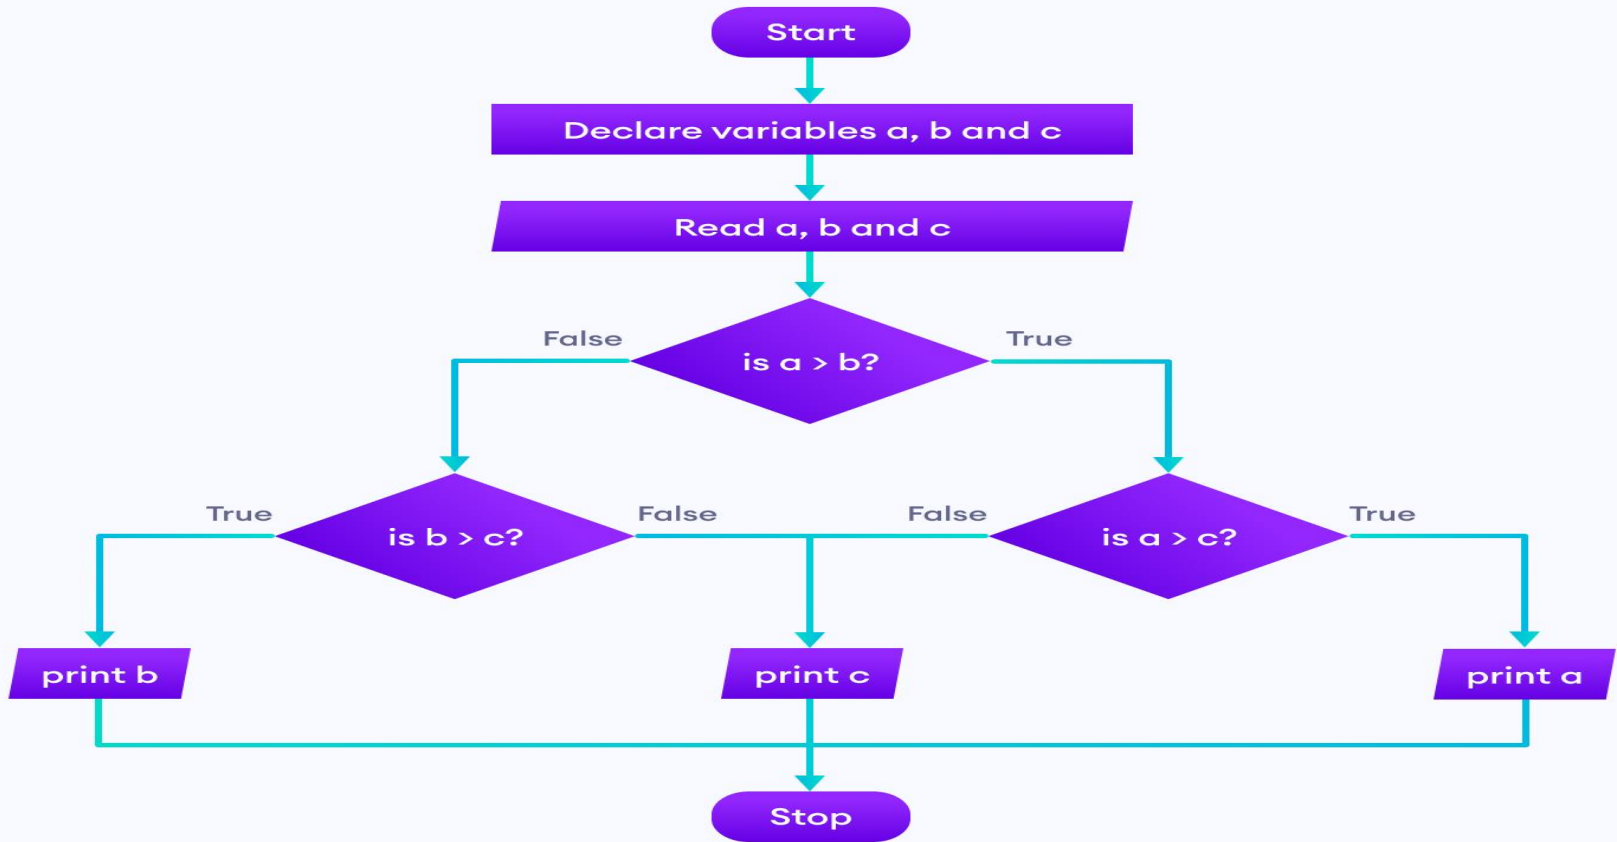 Start
Declare variables a, b and c
Read a, b and c
False
True
is a > b?
True
False
False
True
is b > c?
is a > c?
print b
print c
print a
Stop